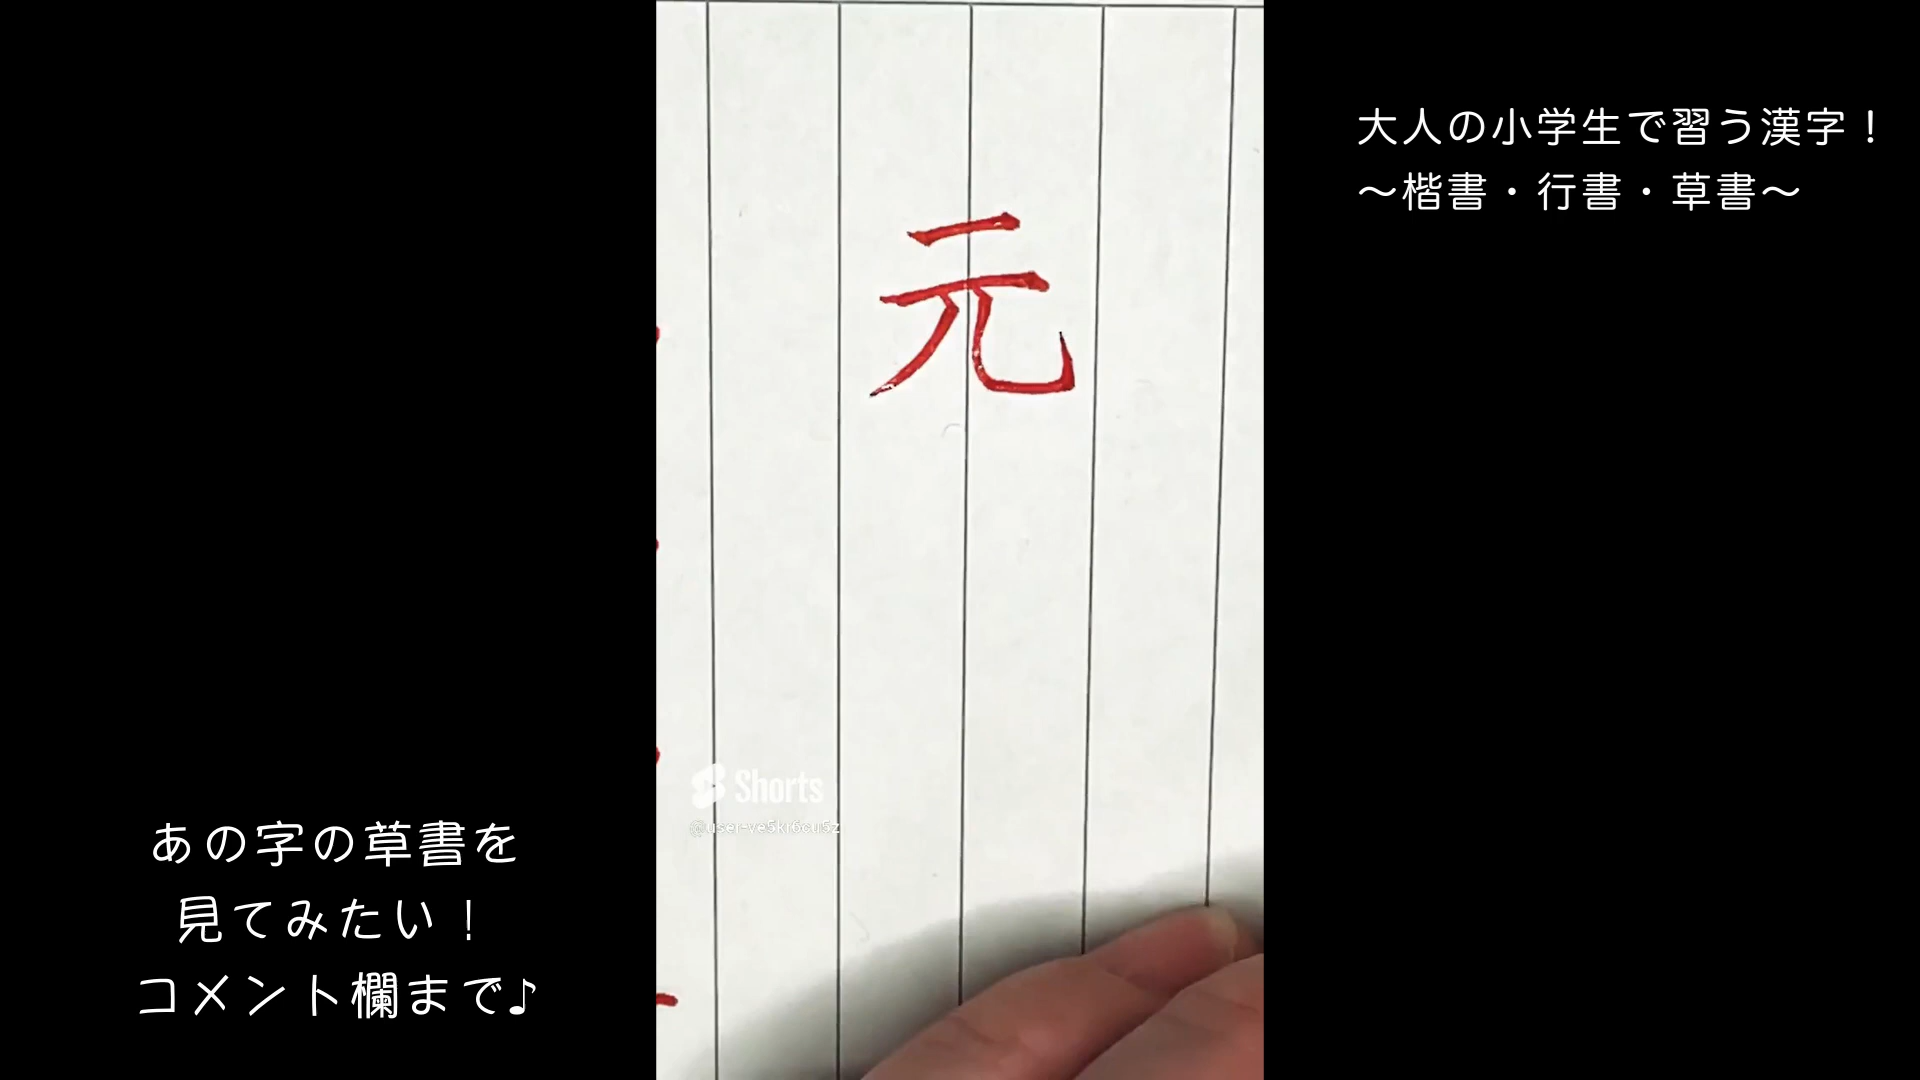 大人の小学生で習う漢字！
～楷書・行書・草書～
元
あの字の草書を
見てみたい！
コメント欄まで♪
Shorts
@user-ve5kr6cu5z